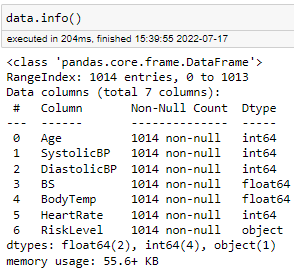 data.info()
executed in 204ms, finished 15:39:55 2022-07-17
<class 'pandas.core.frame.DataFrame'>
RangeIndex: 1014 entries, 0 to 1013
Data columns (total 7 columns):
 #   Column       Non-Null Count  Dtype
---  ------       --------------  -----
 0   Age          1014 non-null   int64
 1   SystolicBP   1014 non-null   int64
 2   DiastolicBP  1014 non-null   int64
 3   BS           1014 non-null   float64
 4   BodyTemp     1014 non-null   float64
 5   HeartRate    1014 non-null   int64
 6   RiskLevel    1014 non-null   object
dtypes: float64(2), int64(4), object(1)
memory usage: 55.6+ KB